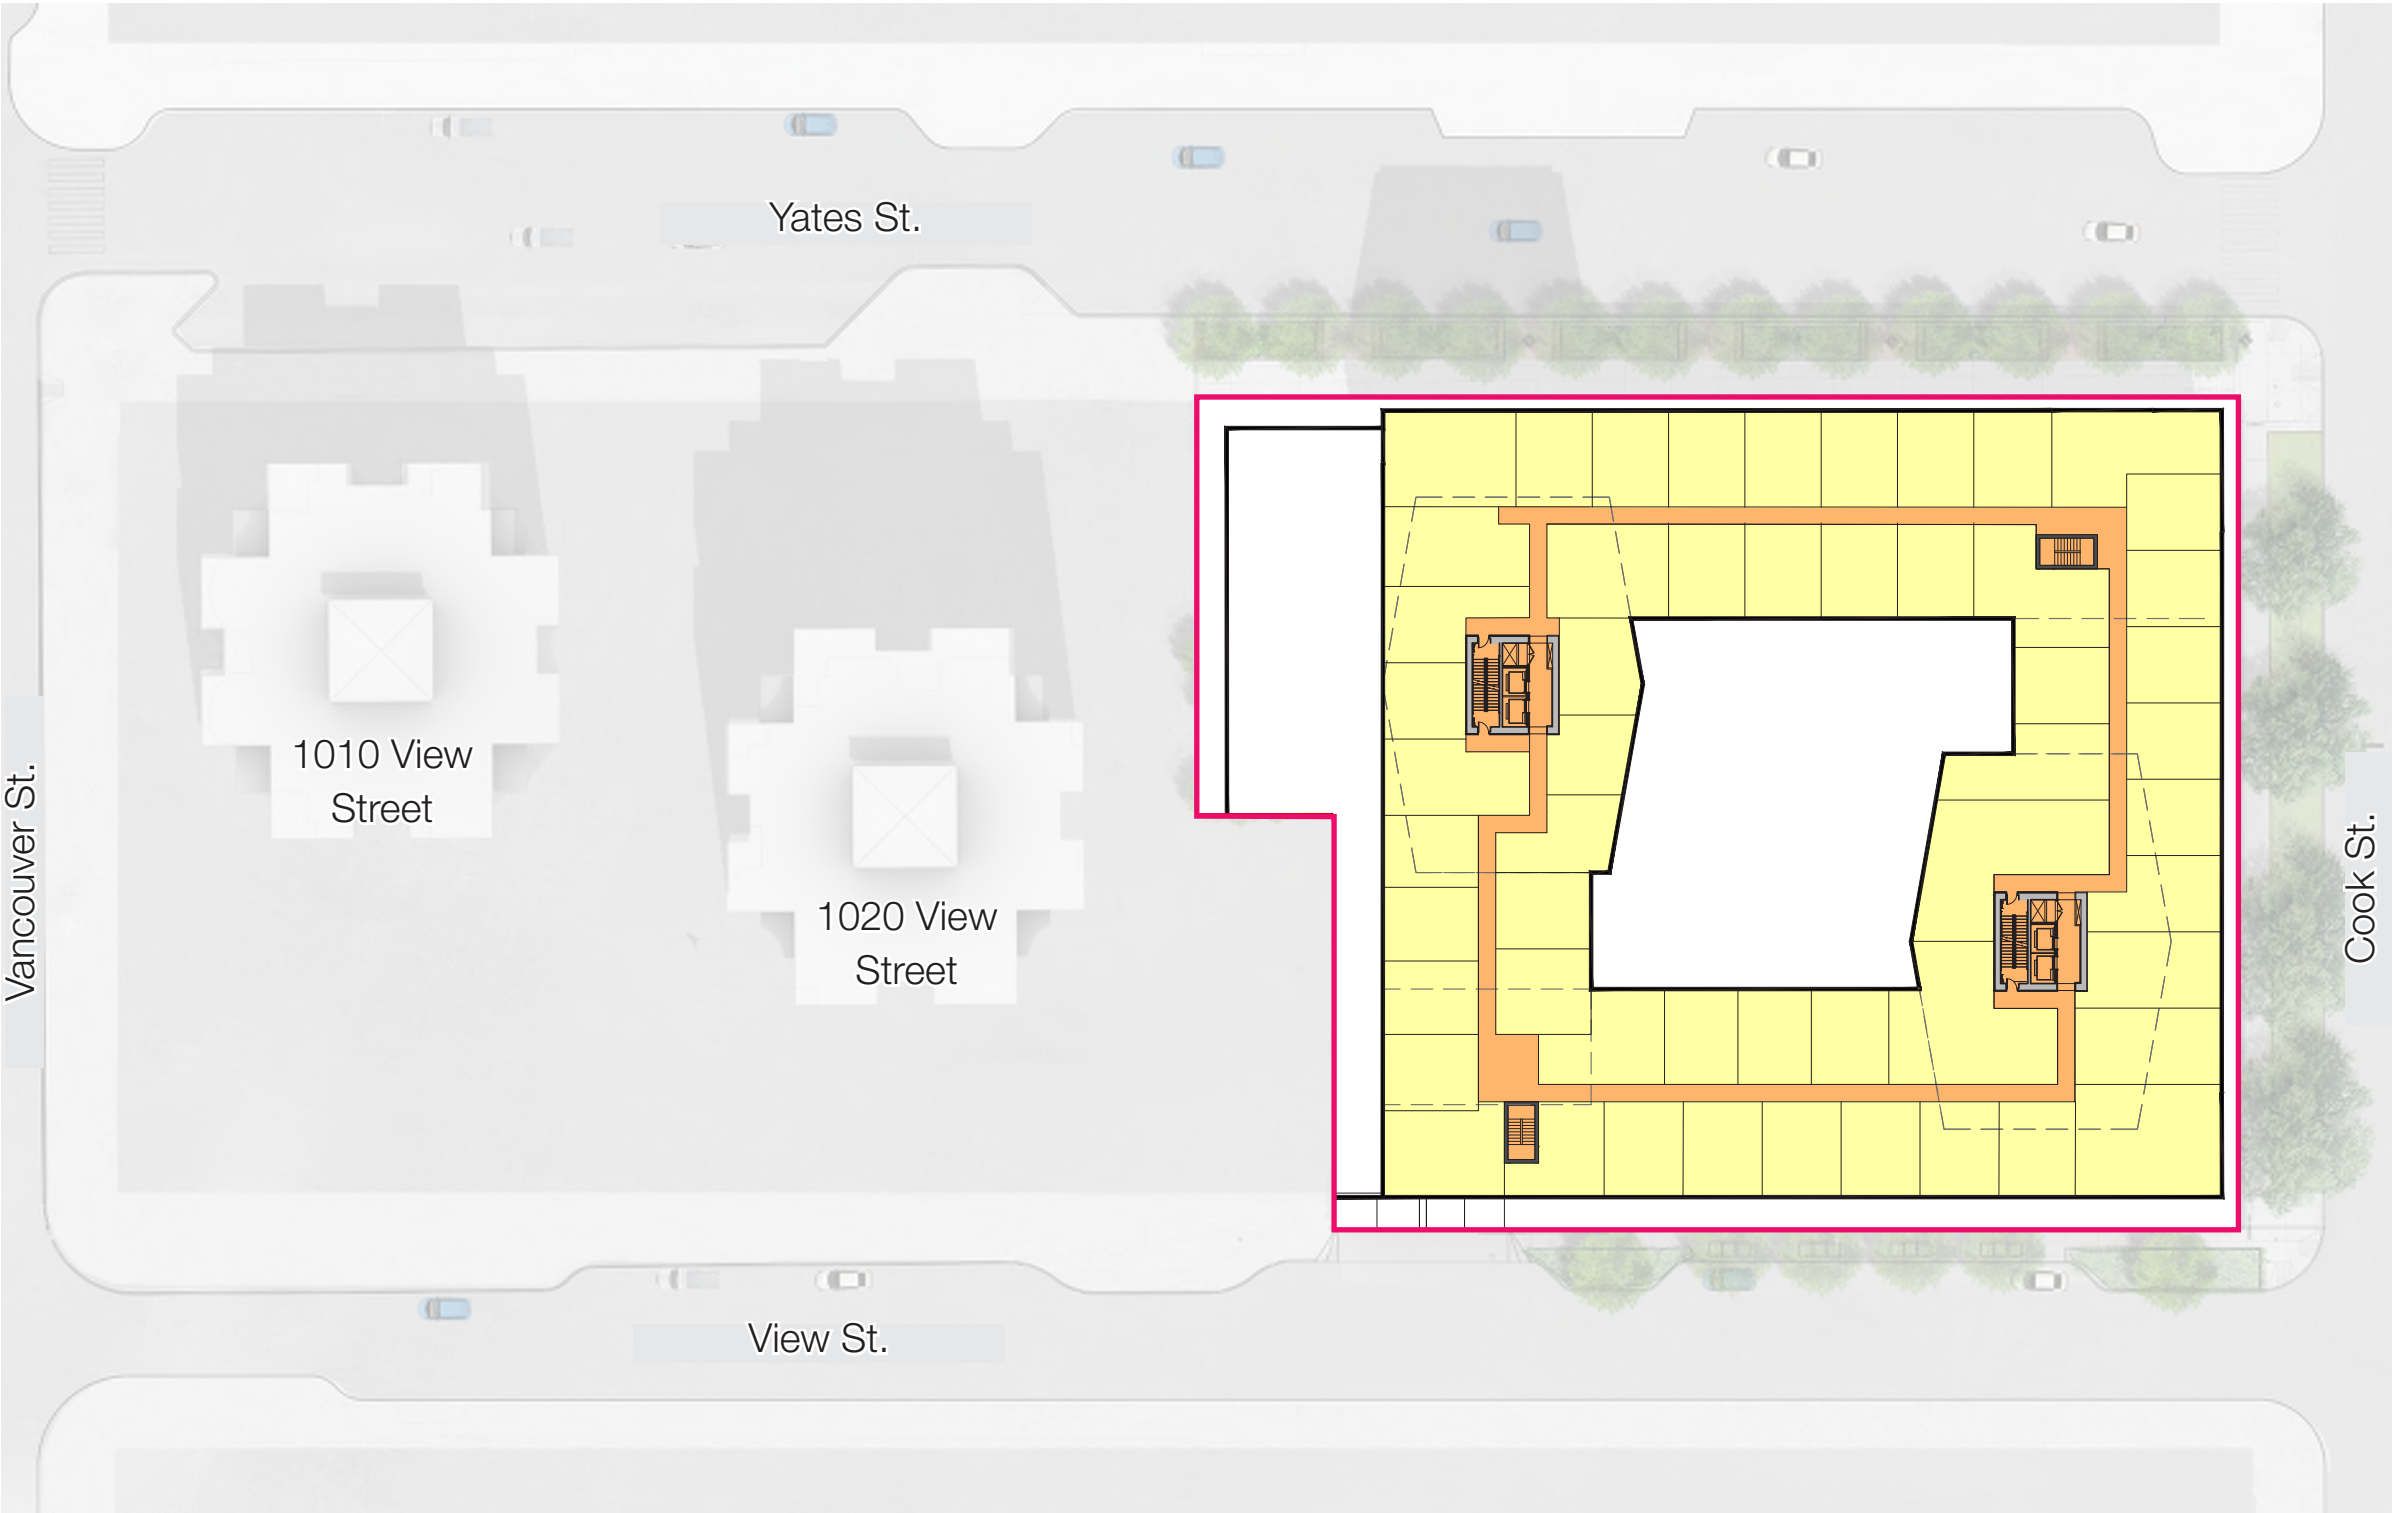 Yates St.
1010 View
Street
Vancouver St.
Cook St.
1020 View
Street
View St.